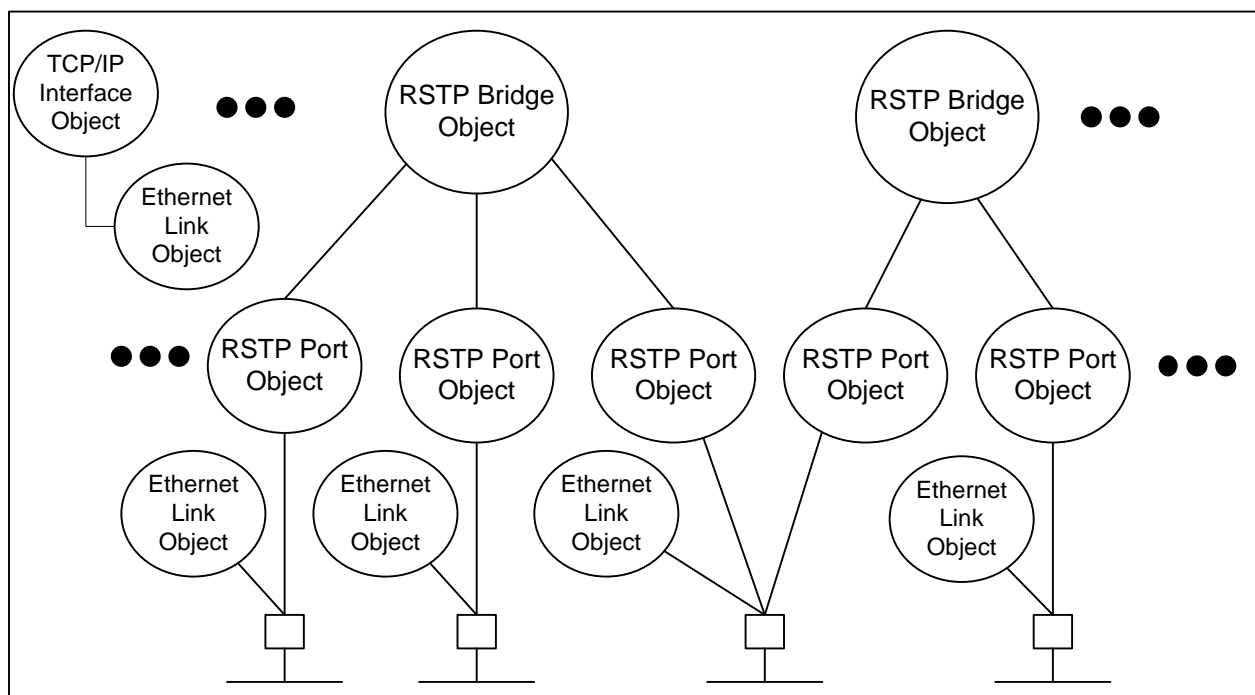 TCP/IP
Interface
Object
RSTP Bridge
Object
RSTP Bridge
Object
Ethernet
Link
Object
RSTP Port
Object
RSTP Port
Object
RSTP Port
Object
RSTP Port
Object
RSTP Port
Object
Ethernet
Link
Object
Ethernet
Link
Object
Ethernet
Link
Object
Ethernet
Link
Object